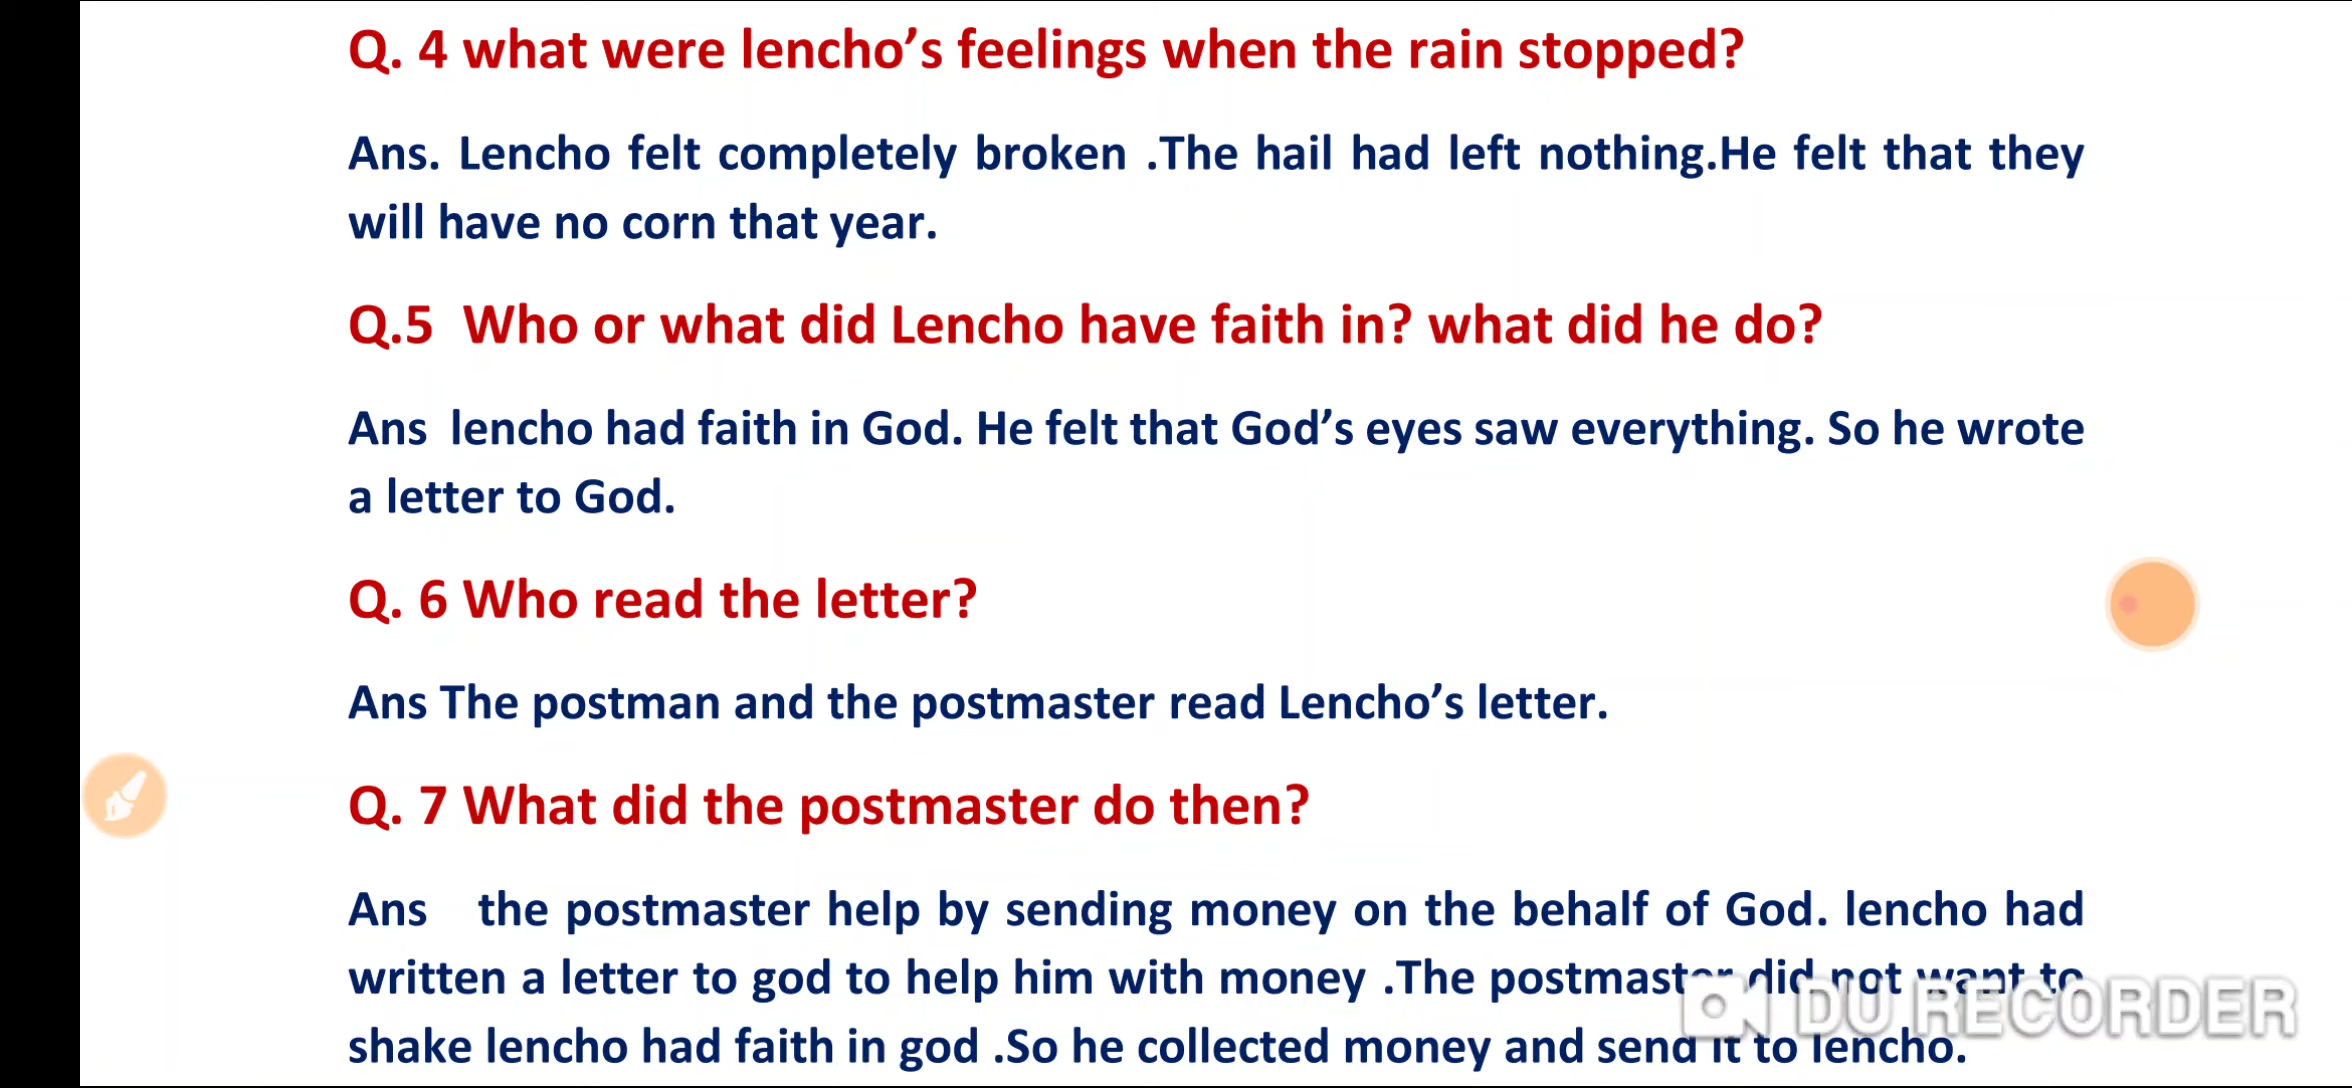 Q. 4 what were lencho’s feelings when the rain stopped?
Ans. Lencho felt completely broken .The hail had left nothing.He felt that they
will have no corn that year.
Q.5 Who or what did Lencho have faith in? what did he do?
Ans lencho had faith in God. He felt that God’s eyes saw everything. So he wrote
a letter to God.
Q. 6 Who read the letter?
Ans The postman and the postmaster read Lencho’s letter.
Q. 7 What did the postmaster do then?
Ans the postmaster help by sending money on the behalf of God. lencho had
written a letter to god to help him with money .The postmaster did not want to
shake lencho had faith in god .So he collected money and send it to lencho.
DU RECORDER